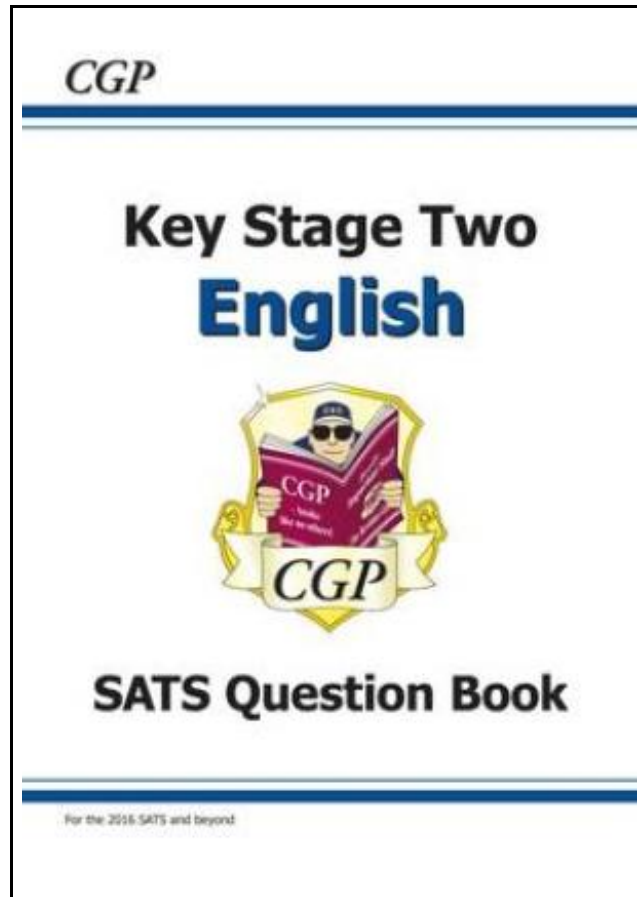 CGP
Key Stage Two
English
CGP
CGP
SATS Question Book
For the 2016 SATS and beyond